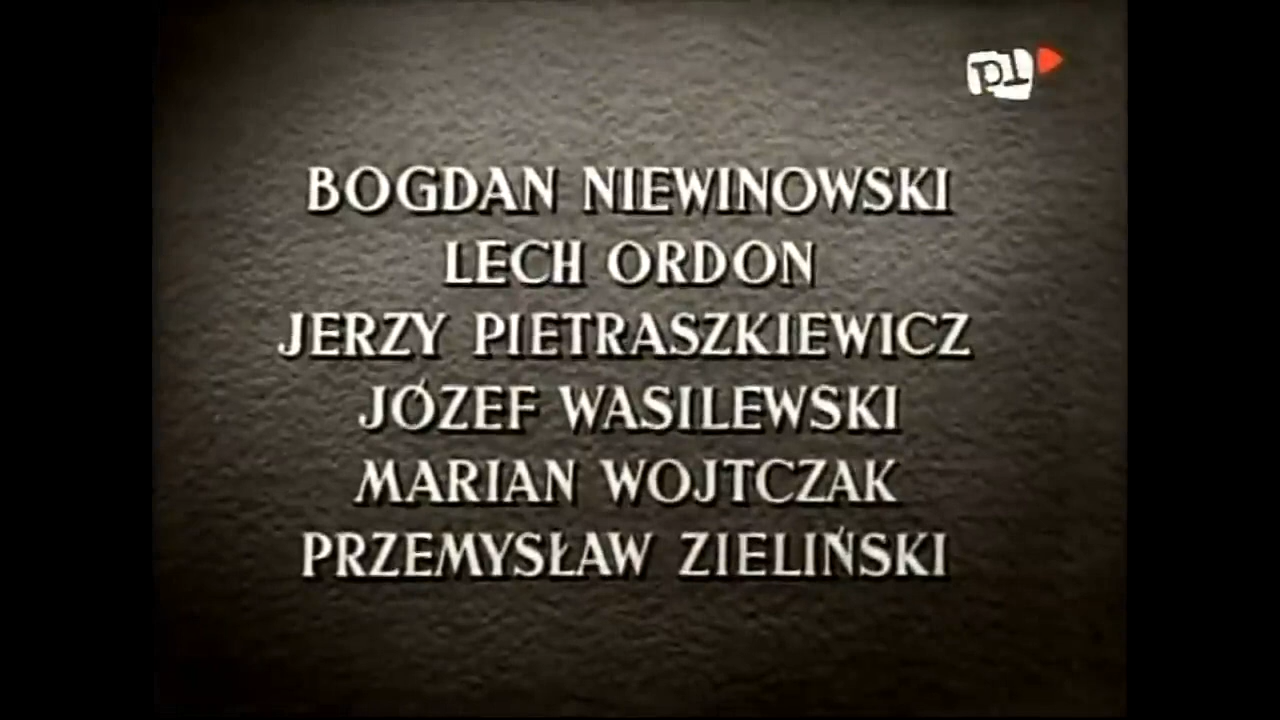 pl
BOGDAN NIEWINOWSKI
LECH ORDON
JERZY PIETRASZKIEWICZ
JÓZEF WASILEWSKI
MARIAN WOJTCZAK
PRZEMYSŁAW ZIELIŃSKI